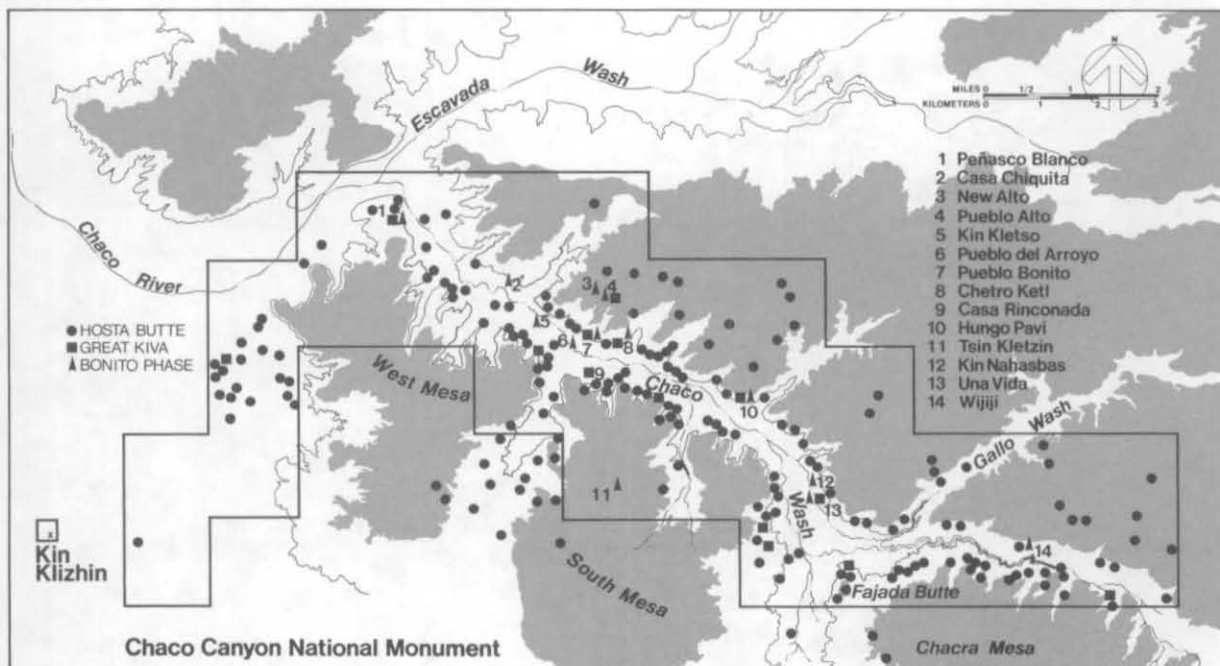 Escavada Wash
N
MILES 0 1/2 1 2
KILOMETERS 0 1 2 3
Chaco River
1 Peñasco Blanco
2 Casa Chiquita
3 New Alto
4 Pueblo Alto
5 Kin Kletso
6 Pueblo del Arroyo
7 Pueblo Bonito
8 Chetro Ketl
9 Casa Rinconada
10 Hungo Pavi
11 Tsin Kletzin
12 Kin Nahasbas
13 Una Vida
14 Wijiji
HOSTA BUTTE
GREAT KIVA
BONITO PHASE
1
2
3 4
5
6 7 8
9
10
11
12
13
14
West Mesa
Chaco Wash
Gallo Wash
x
Kin
Klizhin
South Mesa
Fajada Butte
Chaco Canyon National Monument
Chacra Mesa